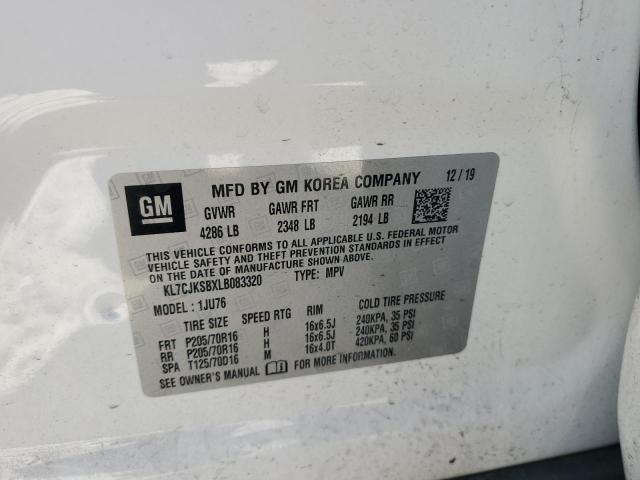 GM
MFD BY GM KOREA COMPANY 12/19
GVWR GAWR FRT GAWR RR
4286 LB 2348 LB 2194 LB
THIS VEHICLE CONFORMS TO ALL APPLICABLE U.S. FEDERAL MOTOR
VEHICLE SAFETY AND THEFT PREVENTION STANDARDS IN EFFECT
ON THE DATE OF MANUFACTURE SHOWN ABOVE.
KL7CJKSBXLB083320 TYPE: MPV
MODEL: 1JU76
TIRE SIZE SPEED RTG RIM COLD TIRE PRESSURE
FRT P205/70R16 H 16x6.5J 240KPA, 35 PSI
RR P205/70R16 H 16x6.5J 240KPA, 35 PSI
SPA T125/70D16 M 16x4.0T 420KPA, 60 PSI
SEE OWNER'S MANUAL FOR MORE INFORMATION.